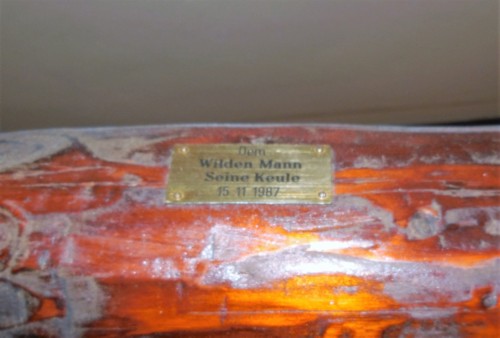 Dem
Wilden Mann
Seine Keule
15.11.1987